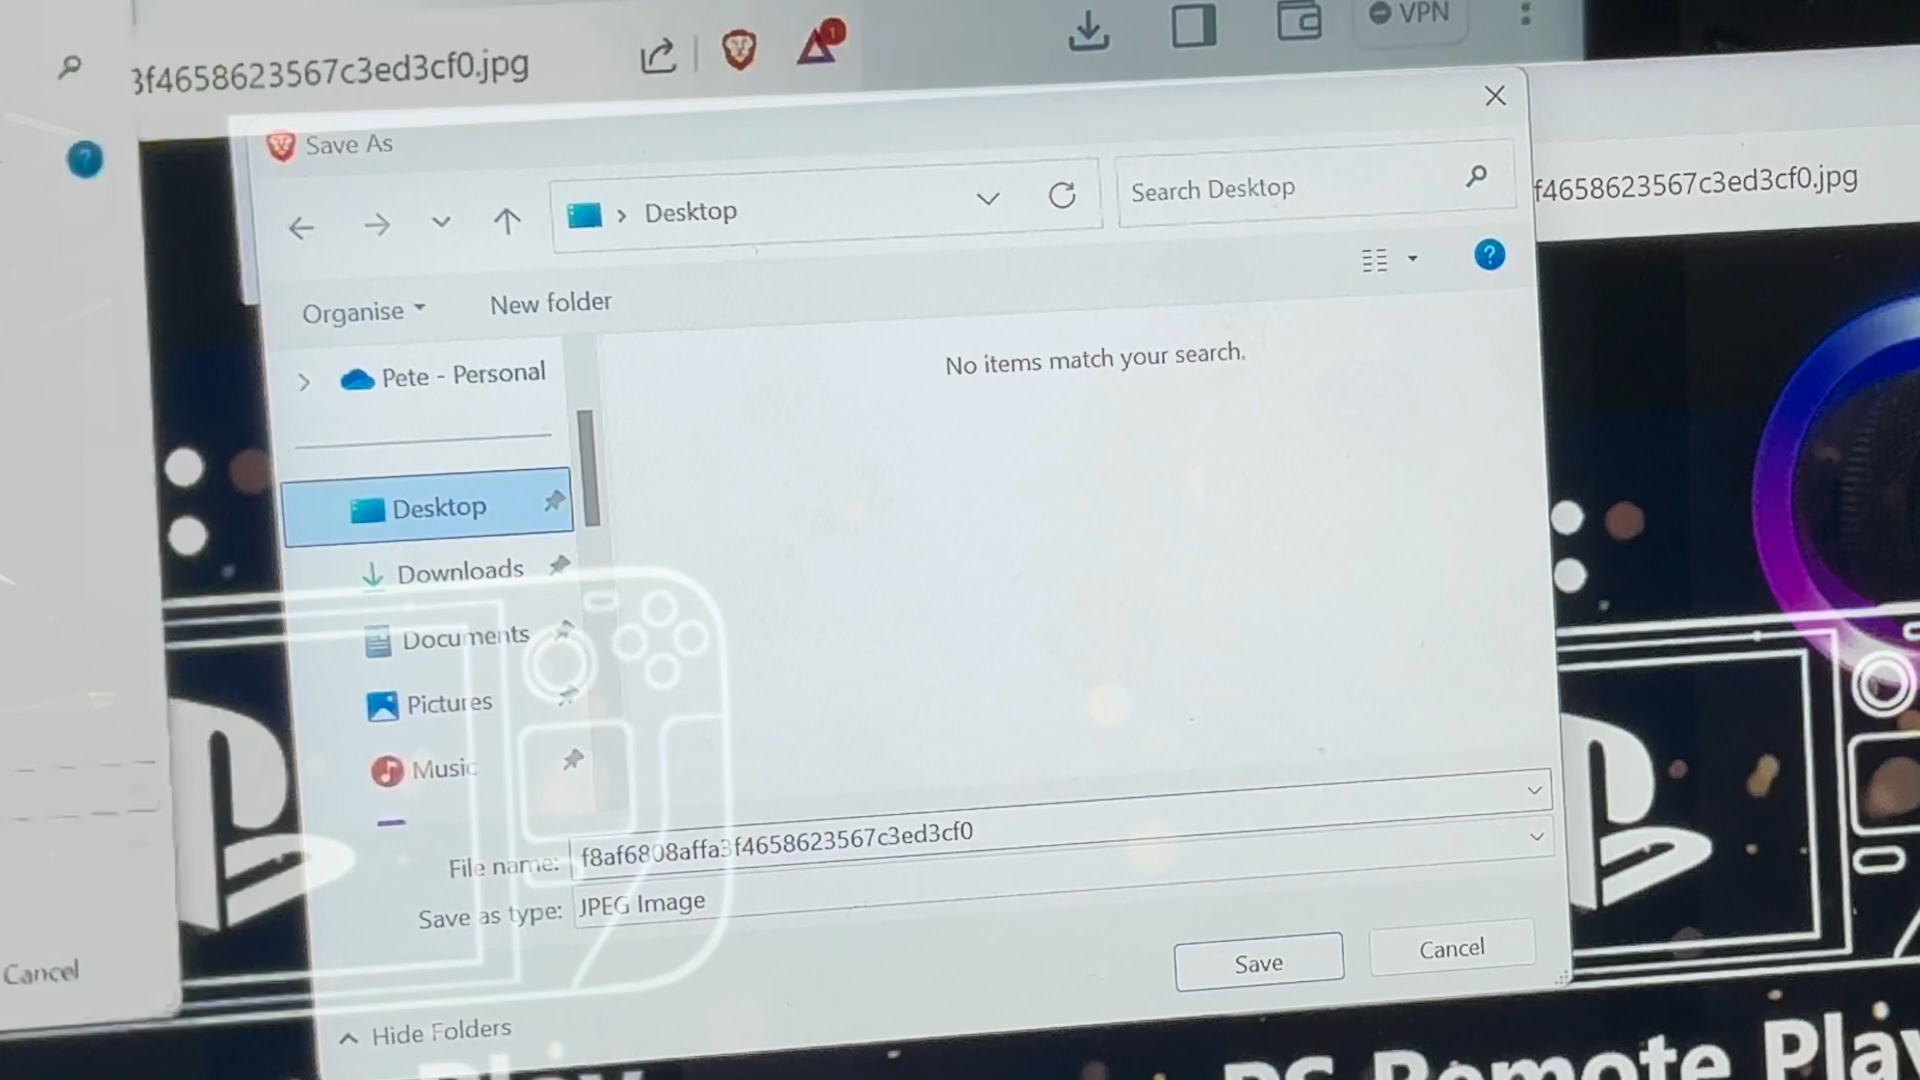 3f4658623567c3ed3cf0.jpg
VPN
1
Save As
Desktop
Search Desktop
f4658623567c3ed3cf0.jpg
Organise
New folder
Pete - Personal
No items match your search.
Desktop
Downloads
Documents
Pictures
Music
File name: f8af6808affa3f4658623567c3ed3cf0
Save as type: JPEG Image
Save
Cancel
Cancel
Hide Folders
Play
PS Remote Play